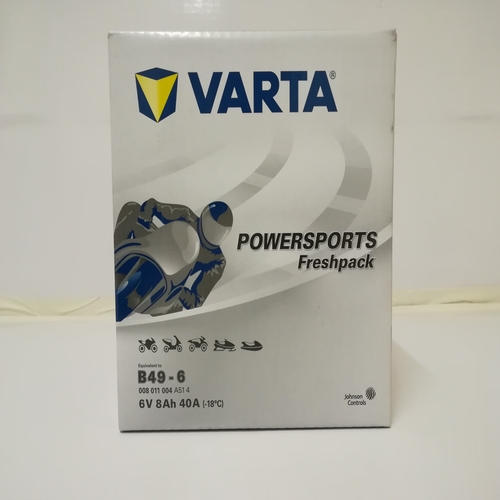 VARTA®
POWERSPORTS
Freshpack
Equivalent to
B49-6
008 011 004 A514
6V 8Ah 40A (-18°C)
Johnson
Controls